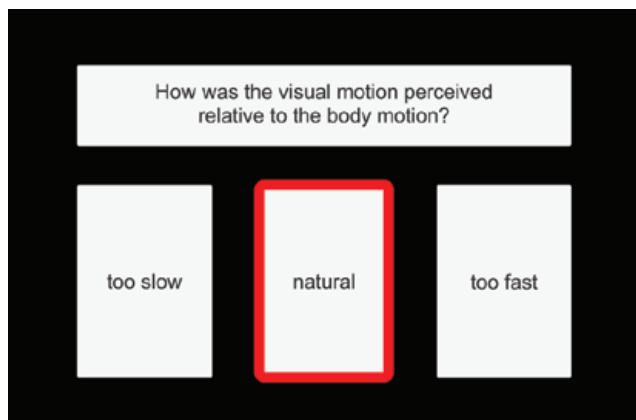 How was the visual motion perceived
relative to the body motion?
too slow
natural
too fast